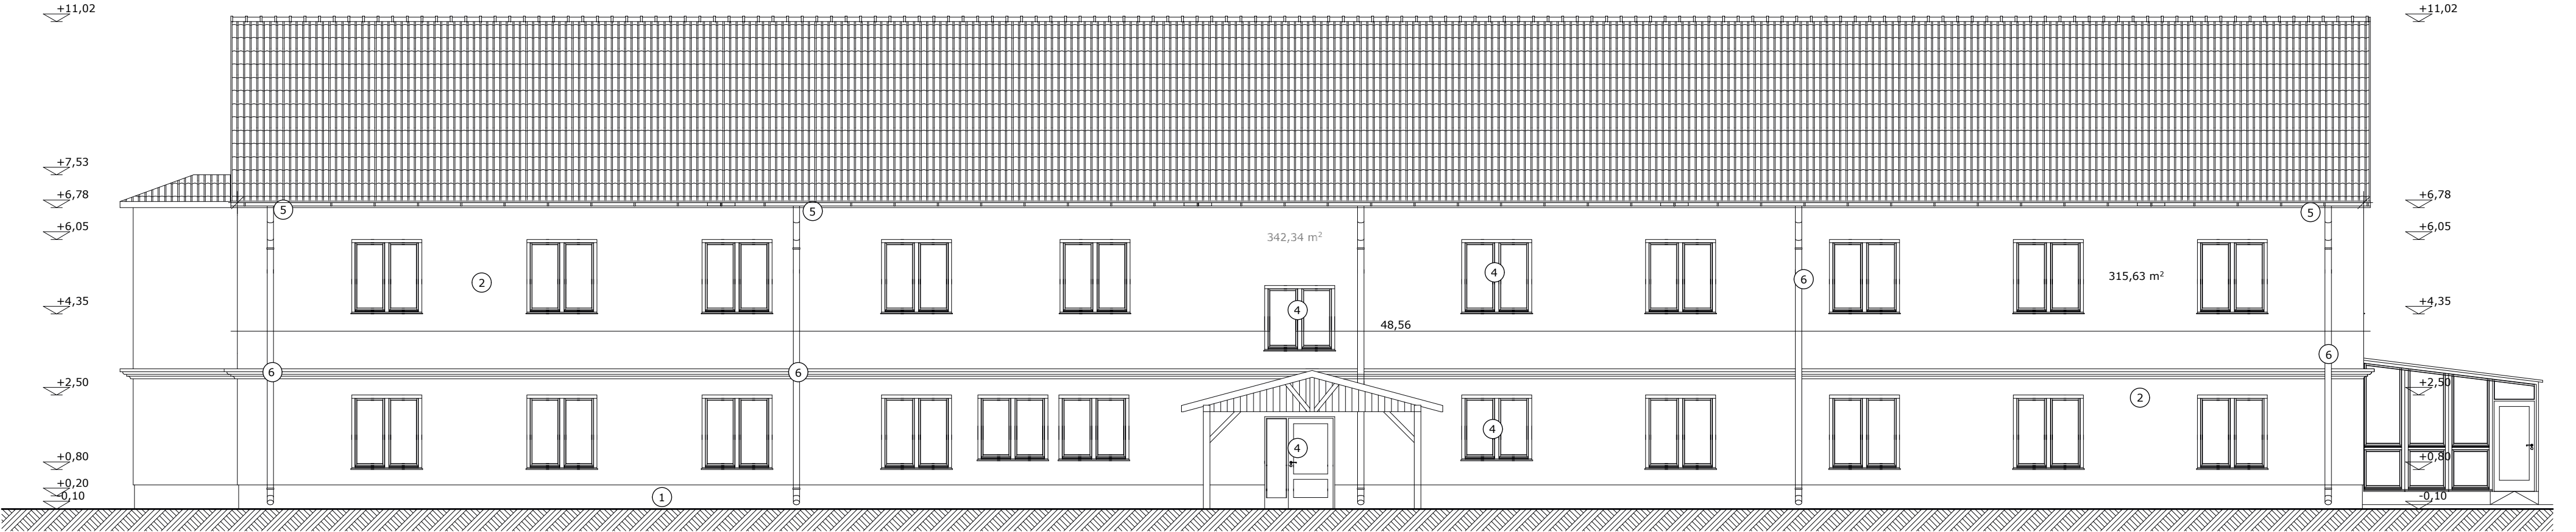 +11,02 +11,02
+7,53
+6,78 5 5 5 +6,78
+6,05 342,34 m² +6,05
2 4 6 315,63 m²
+4,35 4 +4,35
48,56
6 6 6
+2,50 2 +2,50
4
+0,80 4 +0,80
+0,20
-0,10 1 -0,10